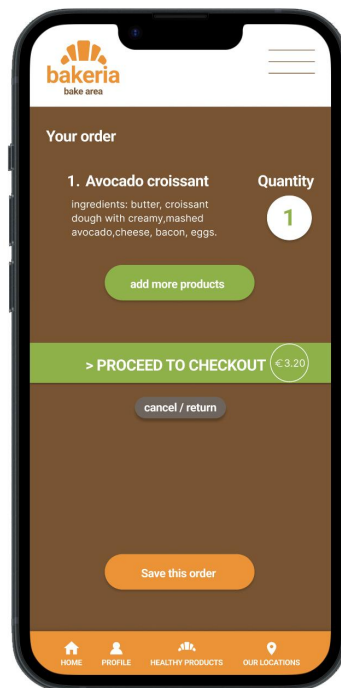 bakeria
bake area
Your order
1. Avocado croissant
Quantity
ingredients: butter, croissant
dough with creamy,mashed
avocado,cheese, bacon, eggs.
1
add more products
> PROCEED TO CHECKOUT €3.20
cancel / return
Save this order
HOME PROFILE HEALTHY PRODUCTS OUR LOCATIONS